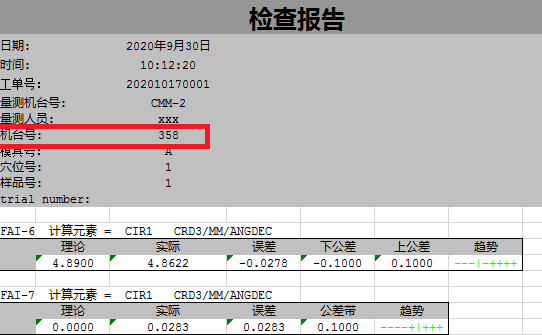 检查报告
日期: 2020年9月30日
时间: 10:12:20
工单号: 202010170001
量测机台号: CMM-2
量测人员: xxx
机台号: 358
模具号: A
穴位号: 1
样品号: 1
trial number:
FAI-6 计算元素 = CIR1 CRD3/MM/ANGDEC
理论 实际 误差 下公差 上公差 趋势
4.8900 4.8622 -0.0278 -0.1000 0.1000 ---|-++++
FAI-7 计算元素 = CIR1 CRD3/MM/ANGDEC
理论 实际 误差 公差带 趋势
0.0000 0.0283 0.0283 0.1000 ----+|+++